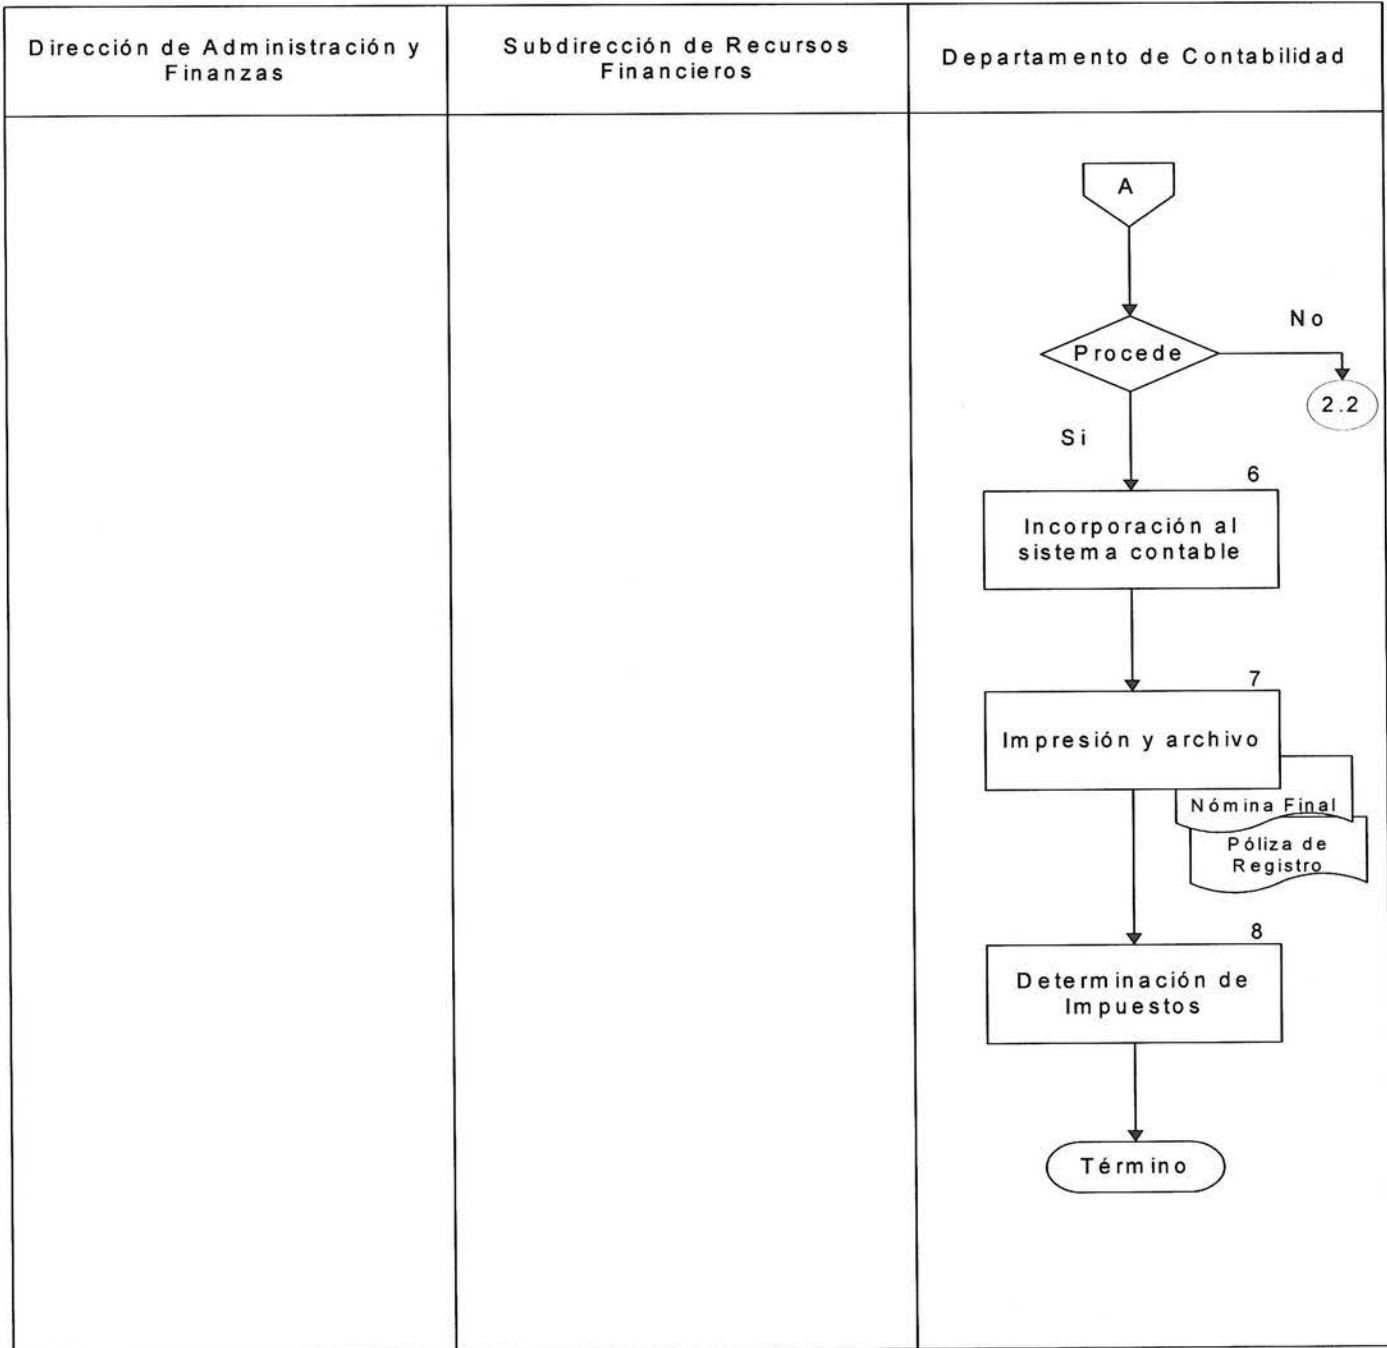 Dirección de Administración y
Finanzas
Subdirección de Recursos
Financieros
Departamento de Contabilidad
A
Procede
No
2.2
Si
6
Incorporación al
sistema contable
7
Impresión y archivo
Nómina Final
Póliza de
Registro
8
Determinación de
Impuestos
Término